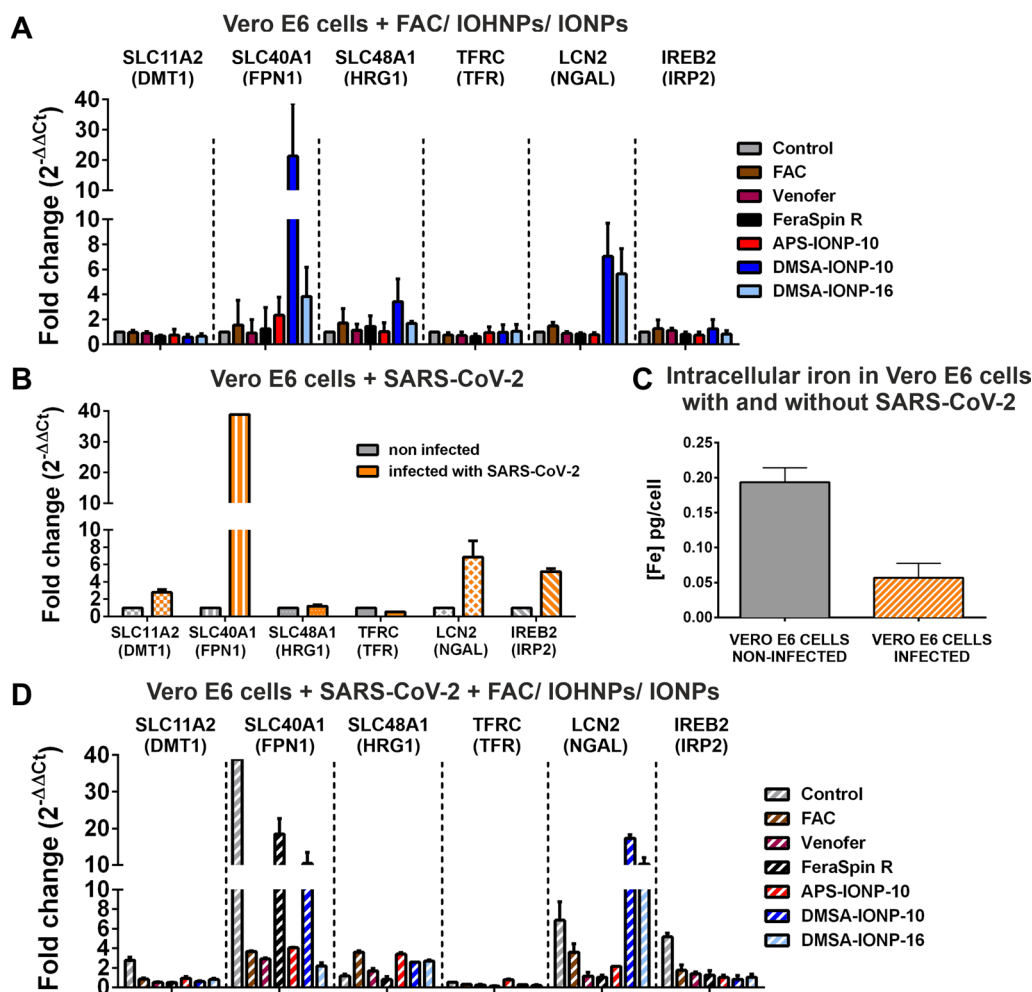 A
Vero E6 cells + FAC/ IOHNPs/ IONPs
SLC11A2 SLC40A1 SLC48A1 TFRC LCN2 IREB2
(DMT1) (FPN1) (HRG1) (TFR) (NGAL) (IRP2)
Fold change (2-ΔΔCt)
40
30
20
10
10
8
6
4
2
0
Control
FAC
Venofer
FeraSpin R
APS-IONP-10
DMSA-IONP-10
DMSA-IONP-16
B
Vero E6 cells + SARS-CoV-2
Fold change (2-ΔΔCt)
40
30
20
10
10
8
6
4
2
0
non infected
infected with SARS-CoV-2
SLC11A2 SLC40A1 SLC48A1 TFRC LCN2 IREB2
(DMT1) (FPN1) (HRG1) (TFR) (NGAL) (IRP2)
C
Intracellular iron in Vero E6 cells
with and without SARS-CoV-2
[Fe] pg/cell
0.25
0.20
0.15
0.10
0.05
0.00
VERO E6 CELLS VERO E6 CELLS
NON-INFECTED INFECTED
D
Vero E6 cells + SARS-CoV-2 + FAC/ IOHNPs/ IONPs
SLC11A2 SLC40A1 SLC48A1 TFRC LCN2 IREB2
(DMT1) (FPN1) (HRG1) (TFR) (NGAL) (IRP2)
Fold change (2-ΔΔCt)
40
30
20
10
10
8
6
4
2
0
Control
FAC
Venofer
FeraSpin R
APS-IONP-10
DMSA-IONP-10
DMSA-IONP-16